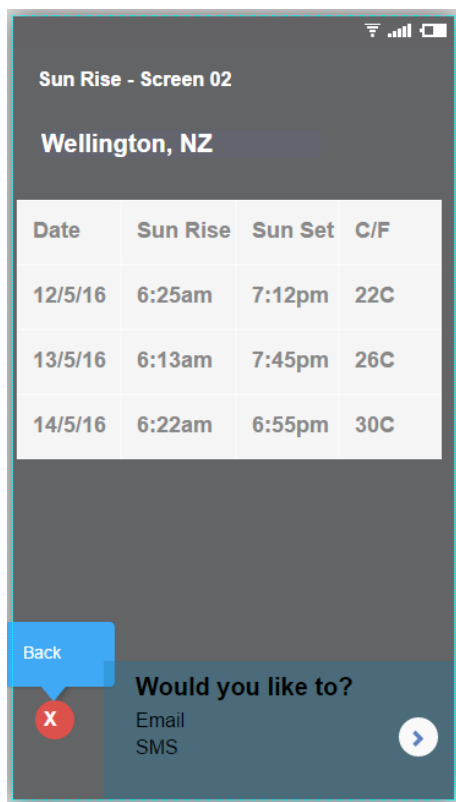 Sun Rise - Screen 02
Wellington, NZ
Date Sun Rise Sun Set C/F
12/5/16 6:25am 7:12pm 22C
13/5/16 6:13am 7:45pm 26C
14/5/16 6:22am 6:55pm 30C
Back
X
Would you like to?
Email
SMS